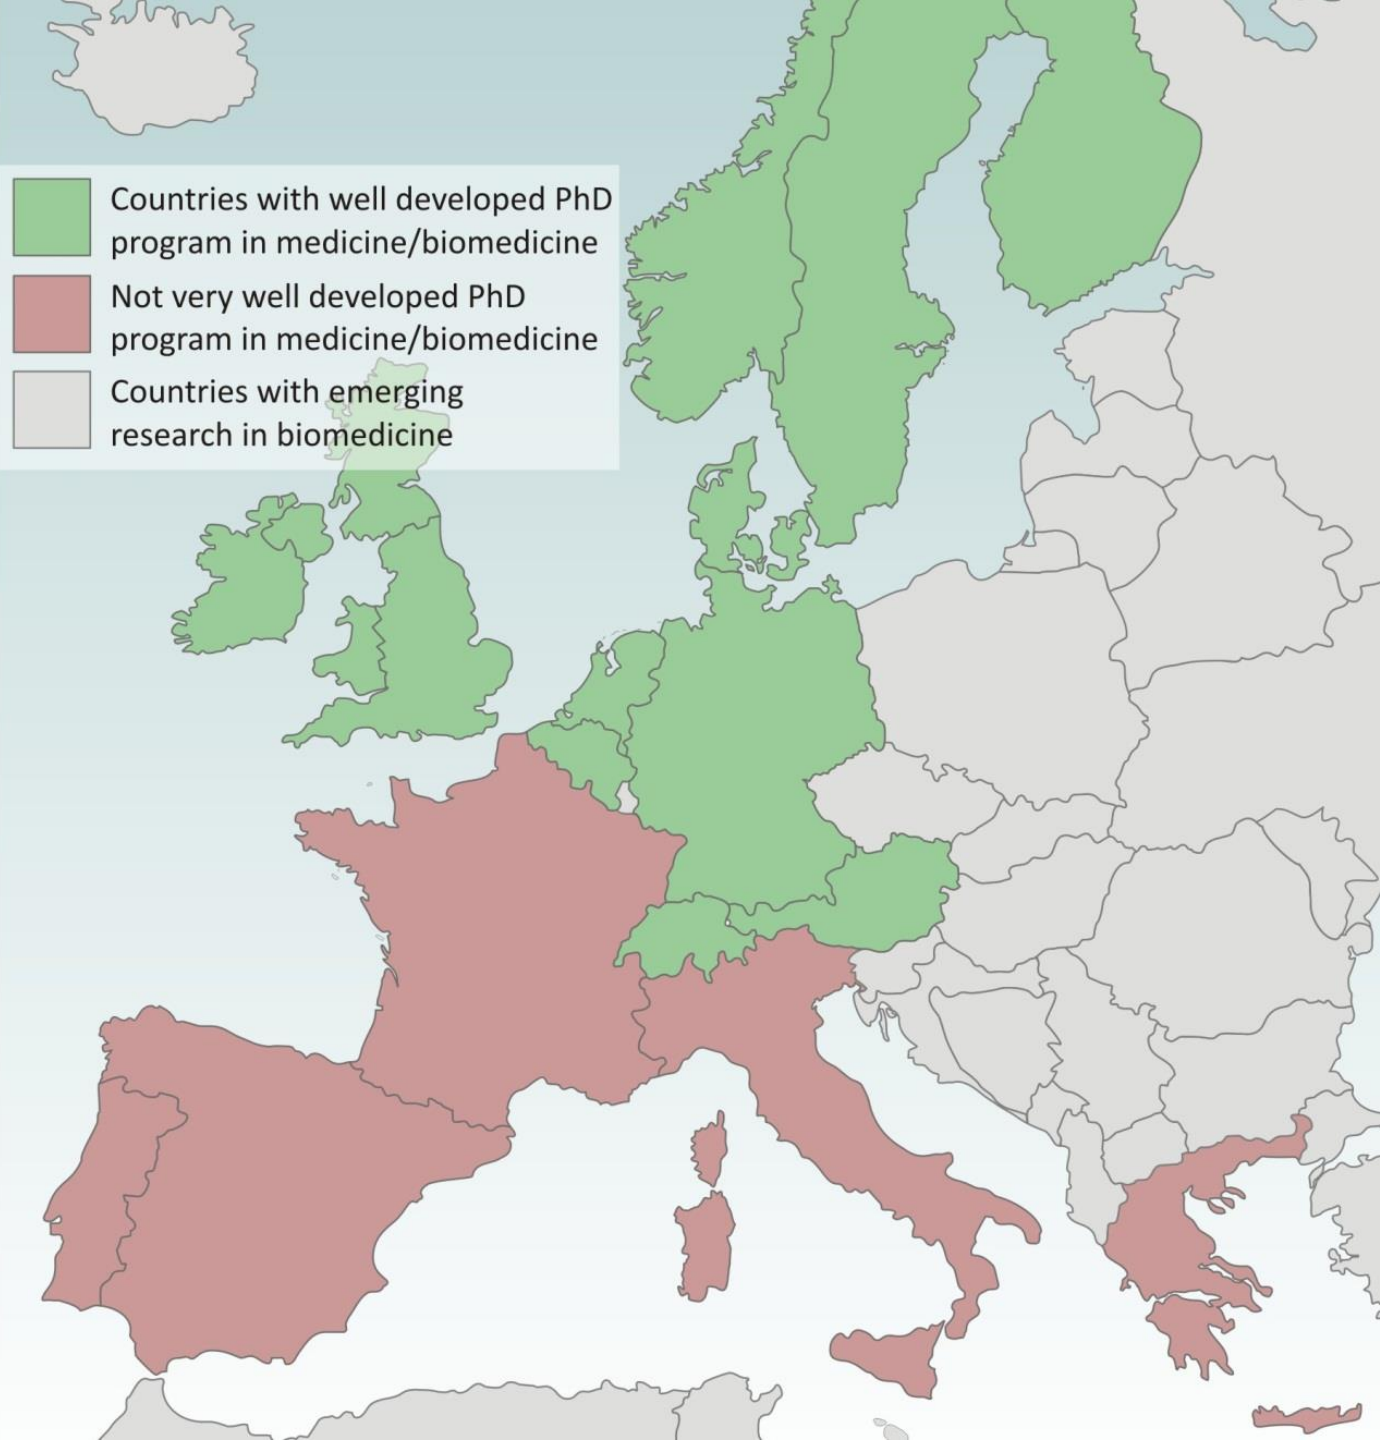 Countries with well developed PhD
program in medicine/biomedicine
Not very well developed PhD
program in medicine/biomedicine
Countries with emerging
research in biomedicine